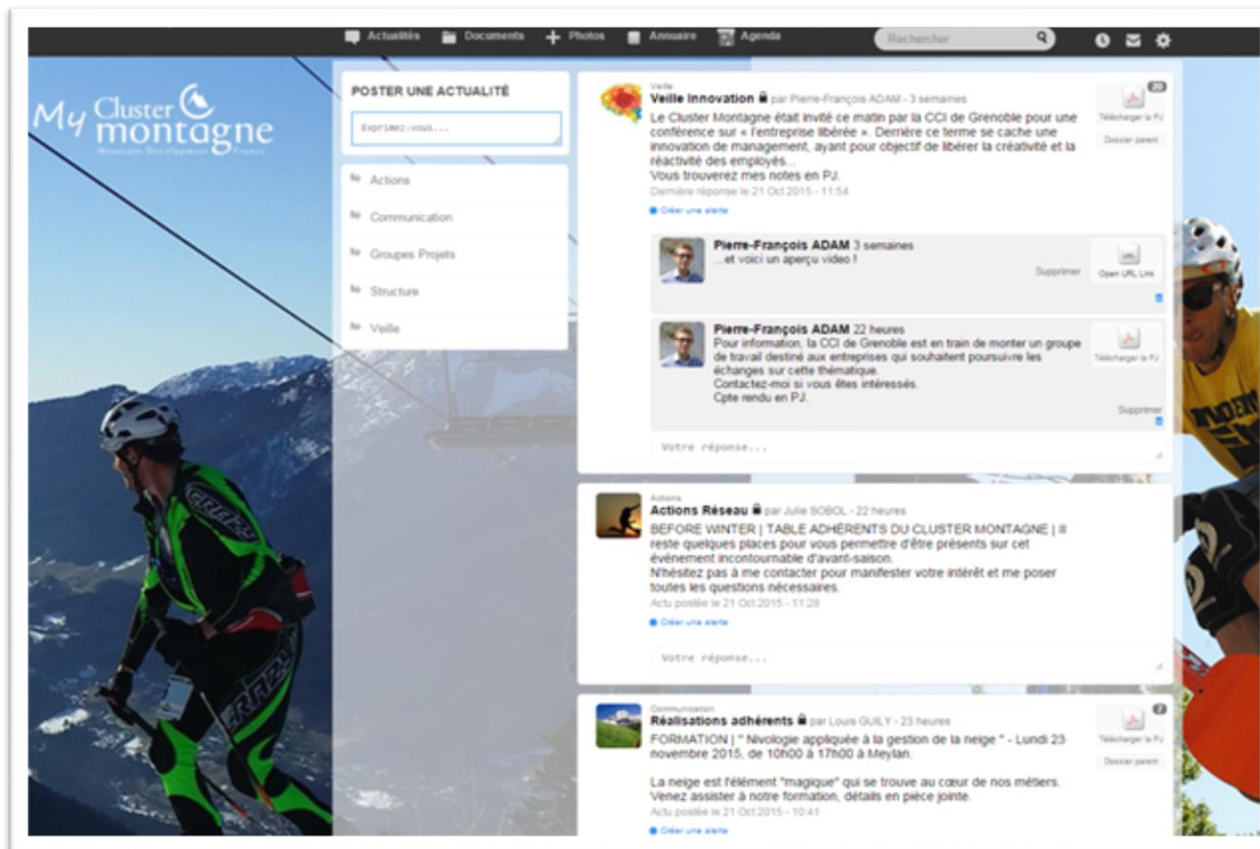 Actualités Documents Photos Annuaire Agenda Rechercher
My Cluster montagne
Mountain Development France
POSTER UNE ACTUALITÉ
Exprimez-vous...
Actions
Communication
Groupes Projets
Structure
Veille
Veille
Veille Innovation par Pierre-François ADAM - 3 semaines
Le Cluster Montagne était invité ce matin par la CCI de Grenoble pour une
conférence sur « l'entreprise libérée ». Derrière ce terme se cache une
innovation de management, ayant pour objectif de libérer la créativité et la
réactivité des employés...
Vous trouverez mes notes en PJ.
Dernière réponse le 21 Oct 2015 - 11:54
Créer une alerte
20
Télécharger la PJ
Dossier parent
Pierre-François ADAM 3 semaines
...et voici un aperçu video !
Supprimer
URL
Open URL Link
Pierre-François ADAM 22 heures
Pour information, la CCI de Grenoble est en train de monter un groupe
de travail destiné aux entreprises qui souhaitent poursuivre les
échanges sur cette thématique.
Contactez-moi si vous êtes intéressés.
Cpte rendu en PJ.
Télécharger la PJ
Supprimer
Votre réponse...
Actions
Actions Réseau par Julie SOBOL - 22 heures
BEFORE WINTER | TABLE ADHÉRENTS DU CLUSTER MONTAGNE | Il
reste quelques places pour vous permettre d'être présents sur cet
événement incontournable d'avant-saison.
N'hésitez pas à me contacter pour manifester votre intérêt et me poser
toutes les questions nécessaires.
Actu postée le 21 Oct 2015 - 11:28
Créer une alerte
Votre réponse...
Communication
Réalisations adhérents par Louis GUILY - 23 heures
FORMATION | " Nivologie appliquée à la gestion de la neige " - Lundi 23
novembre 2015, de 10h00 à 17h00 à Meylan.
La neige est l'élément "magique" qui se trouve au cœur de nos métiers.
Venez assister à notre formation, détails en pièce jointe.
Actu postée le 21 Oct 2015 - 10:41
Créer une alerte
2
Télécharger la PJ
Dossier parent
CRAZY
CRAZY